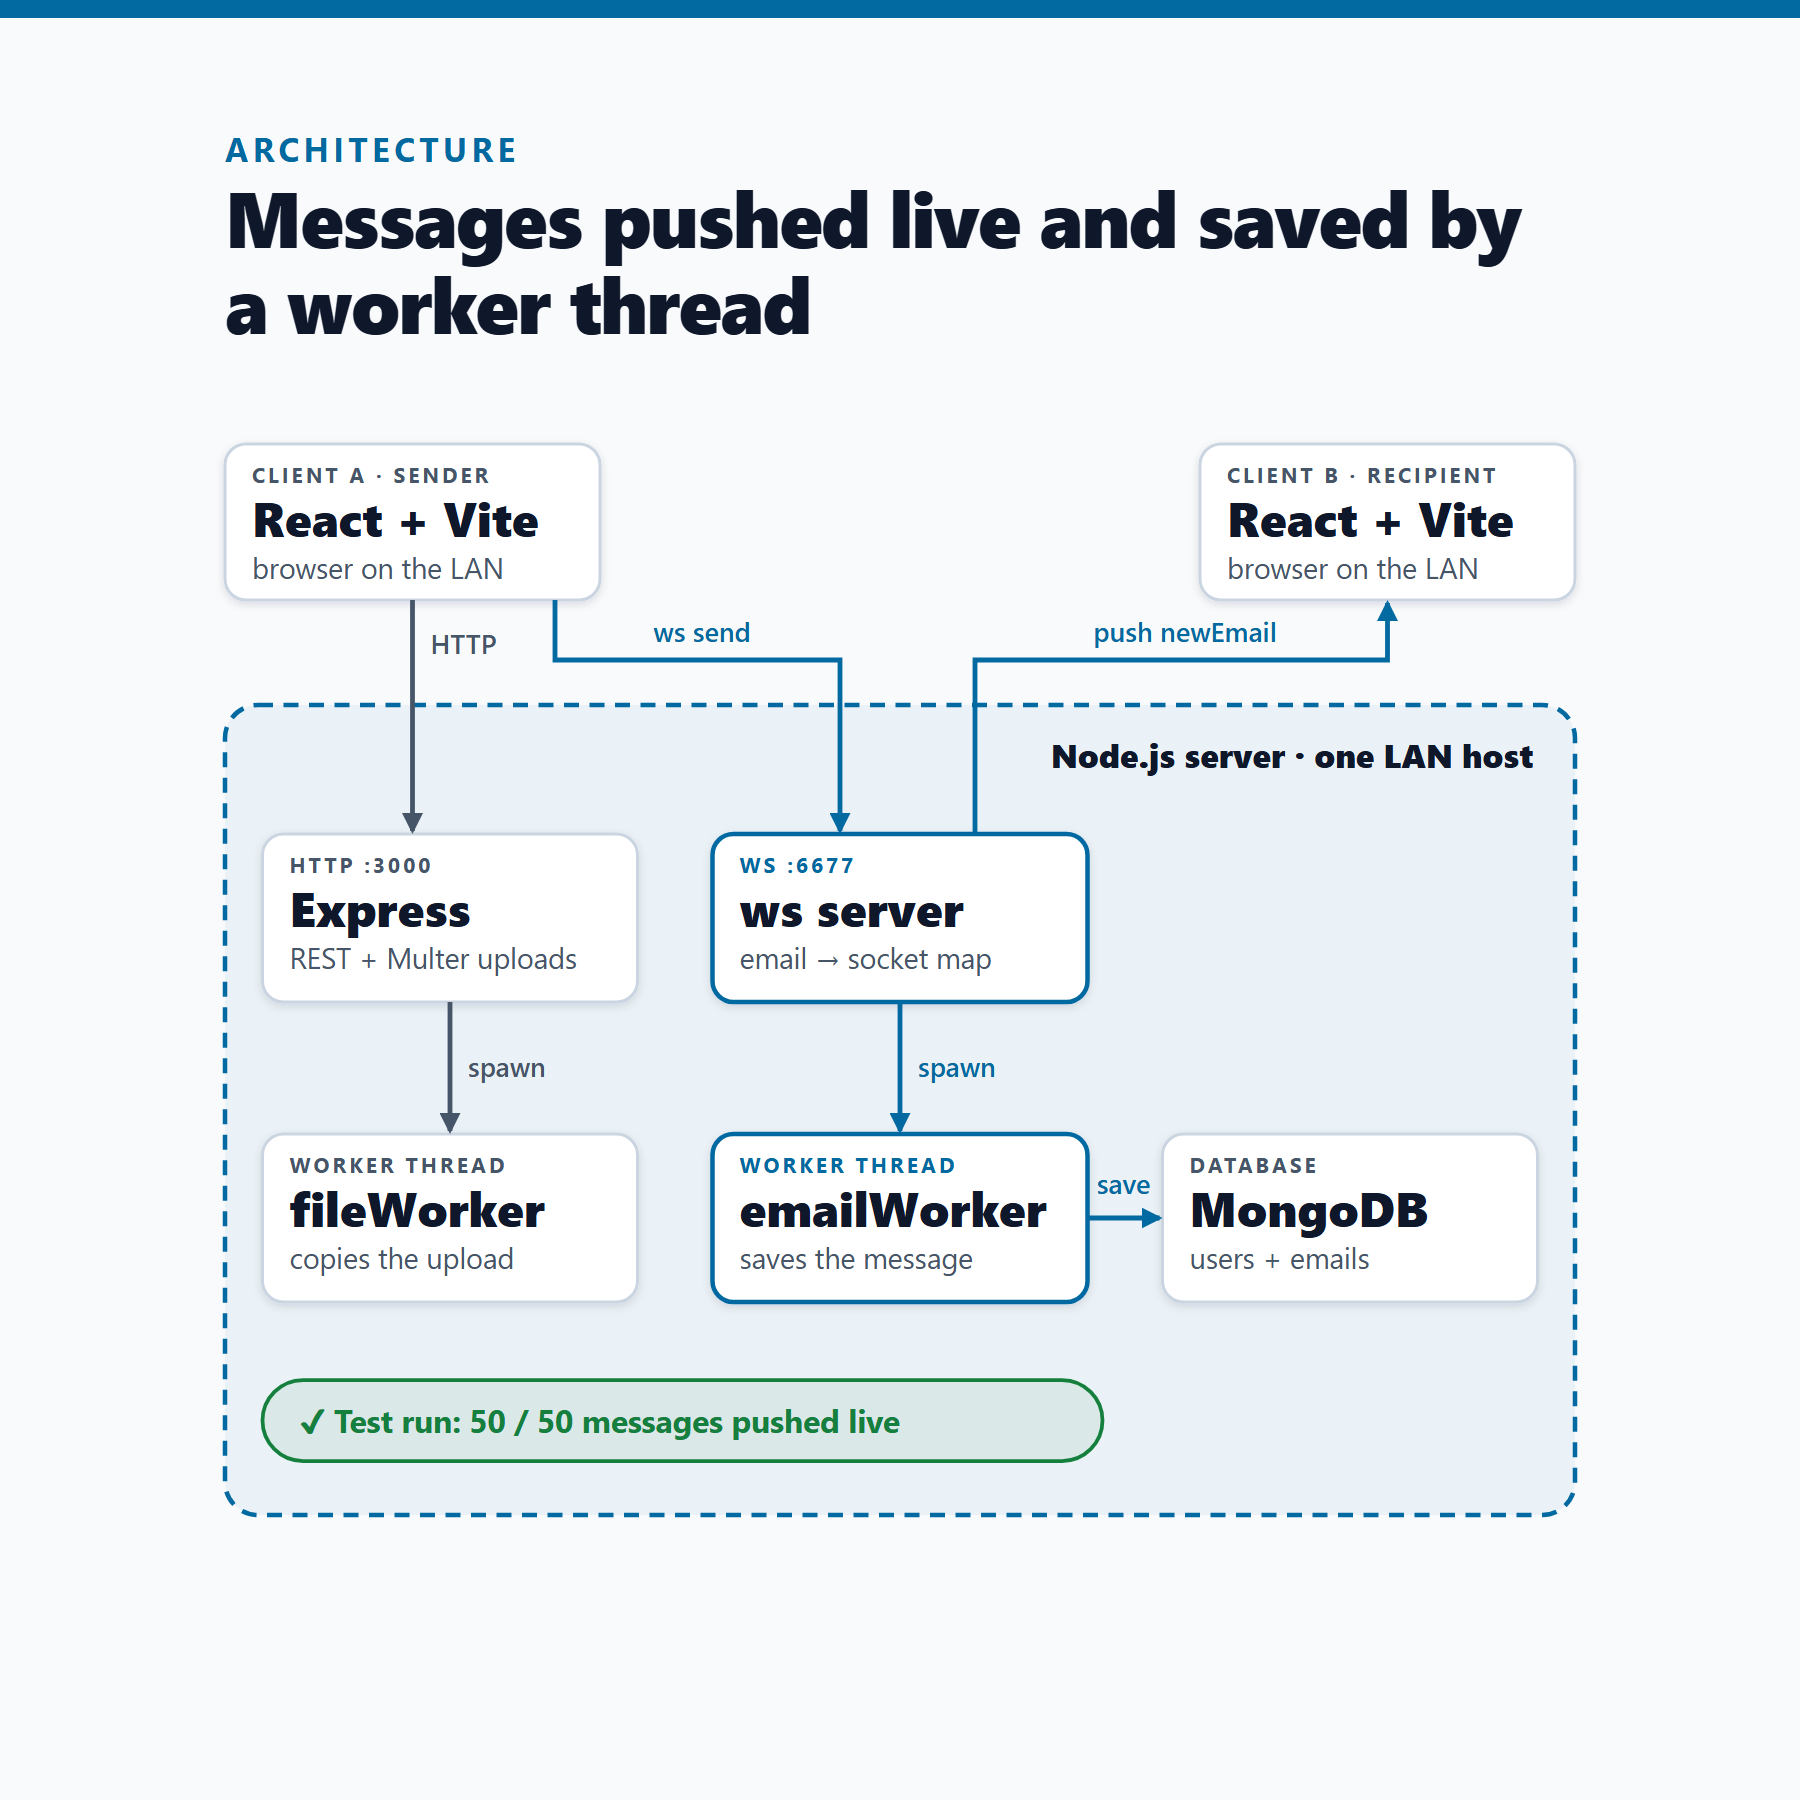 ARCHITECTURE
Messages pushed live and saved by
a worker thread
CLIENT A · SENDER
React + Vite
browser on the LAN
CLIENT B · RECIPIENT
React + Vite
browser on the LAN
HTTP
ws send
push newEmail
Node.js server · one LAN host
HTTP :3000
Express
REST + Multer uploads
WS :6677
ws server
email → socket map
spawn
spawn
WORKER THREAD
fileWorker
copies the upload
WORKER THREAD
emailWorker
saves the message
save
DATABASE
MongoDB
users + emails
✓ Test run: 50 / 50 messages pushed live